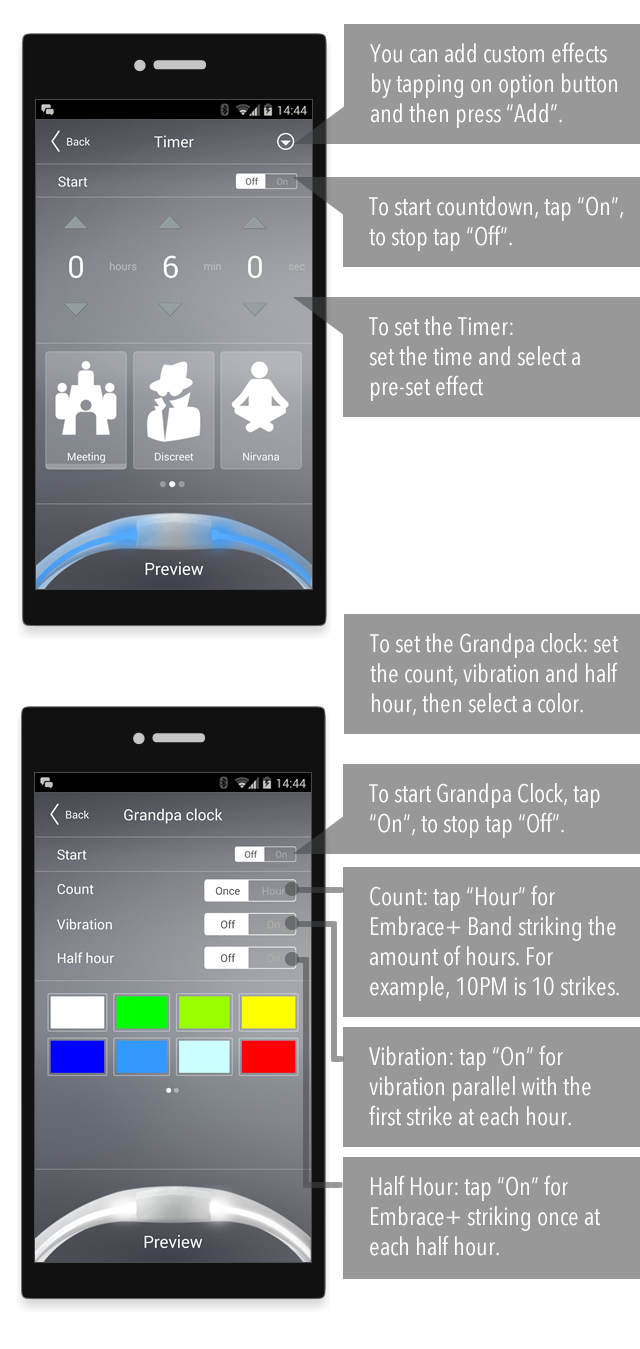 You can add custom effects
by tapping on option button
and then press “Add”.
14:44
Back Timer
Start Off On
To start countdown, tap “On”,
to stop tap “Off”.
0 hours 6 min 0 sec
To set the Timer:
set the time and select a
pre-set effect
Meeting Discreet Nirvana
Preview
To set the Grandpa clock: set
the count, vibration and half
hour, then select a color.
14:44
Back Grandpa clock
Start Off On
To start Grandpa Clock, tap
“On”, to stop tap “Off”.
Count Once Hour
Vibration Off On
Half hour Off On
Count: tap “Hour” for
Embrace+ Band striking the
amount of hours. For
example, 10PM is 10 strikes.
Vibration: tap “On” for
vibration parallel with the
first strike at each hour.
Half Hour: tap “On” for
Embrace+ striking once at
each half hour.
Preview